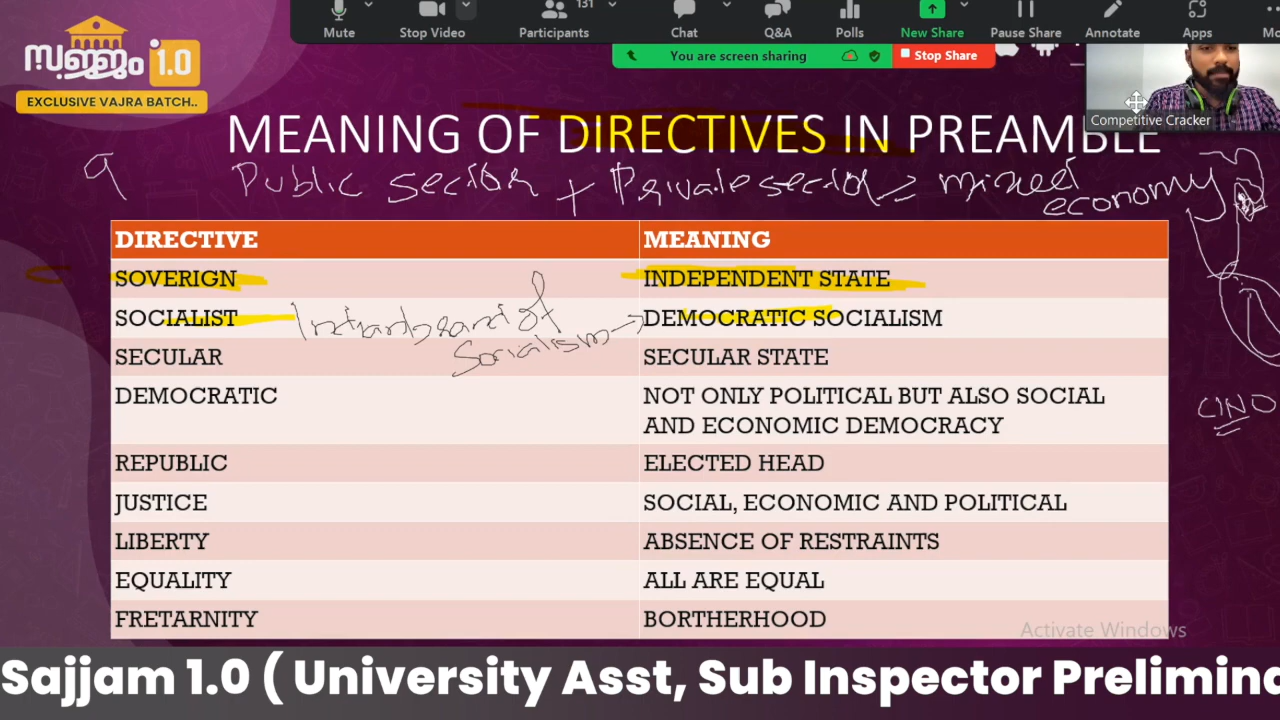 Mute
Stop Video
131
Participants
Chat
Q&A
Polls
New Share
Pause Share
Annotate
Apps
Mo
You are screen sharing
Stop Share
സജ്ജം 1.0
EXCLUSIVE VAJRA BATCH..
Competitive Cracker
MEANING OF DIRECTIVES IN PREAMBLE
Public sector + Private sector = mixed
economy
DIRECTIVE MEANING
SOVERIGN INDEPENDENT STATE
SOCIALIST DEMOCRATIC SOCIALISM
of
Socialism
SECULAR SECULAR STATE
DEMOCRATIC NOT ONLY POLITICAL BUT ALSO SOCIAL
AND ECONOMIC DEMOCRACY
REPUBLIC ELECTED HEAD
JUSTICE SOCIAL, ECONOMIC AND POLITICAL
LIBERTY ABSENCE OF RESTRAINTS
EQUALITY ALL ARE EQUAL
FRETARNITY BORTHERHOOD
Activate Windows
Sajjam 1.0 ( University Asst, Sub Inspector Prelimina